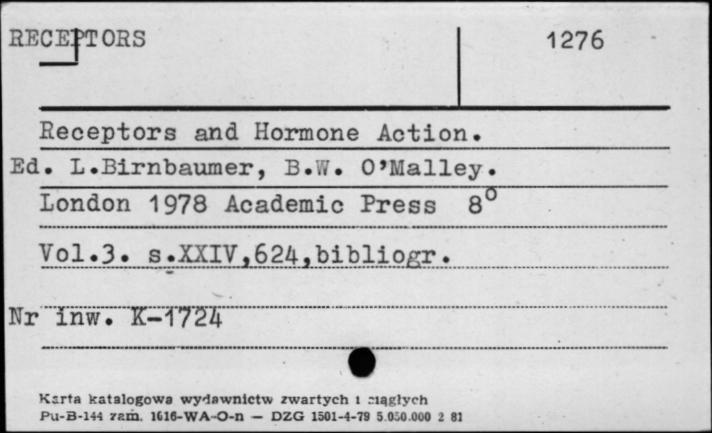 RECEPTORS 1276
Receptors and Hormone Action.
Ed. L.Birnbaumer, B.W. O'Malley.
London 1978 Academic Press 8⁰
Vol.3. s.XXIV,624,bibliogr.
Nr inw. K-1724
Karta katalogowa wydawnictw zwartych i ciągłych
Pu-B-144 zam. 1616-WA-O-n — DZG 1501-4-79 5.050.000 2 81